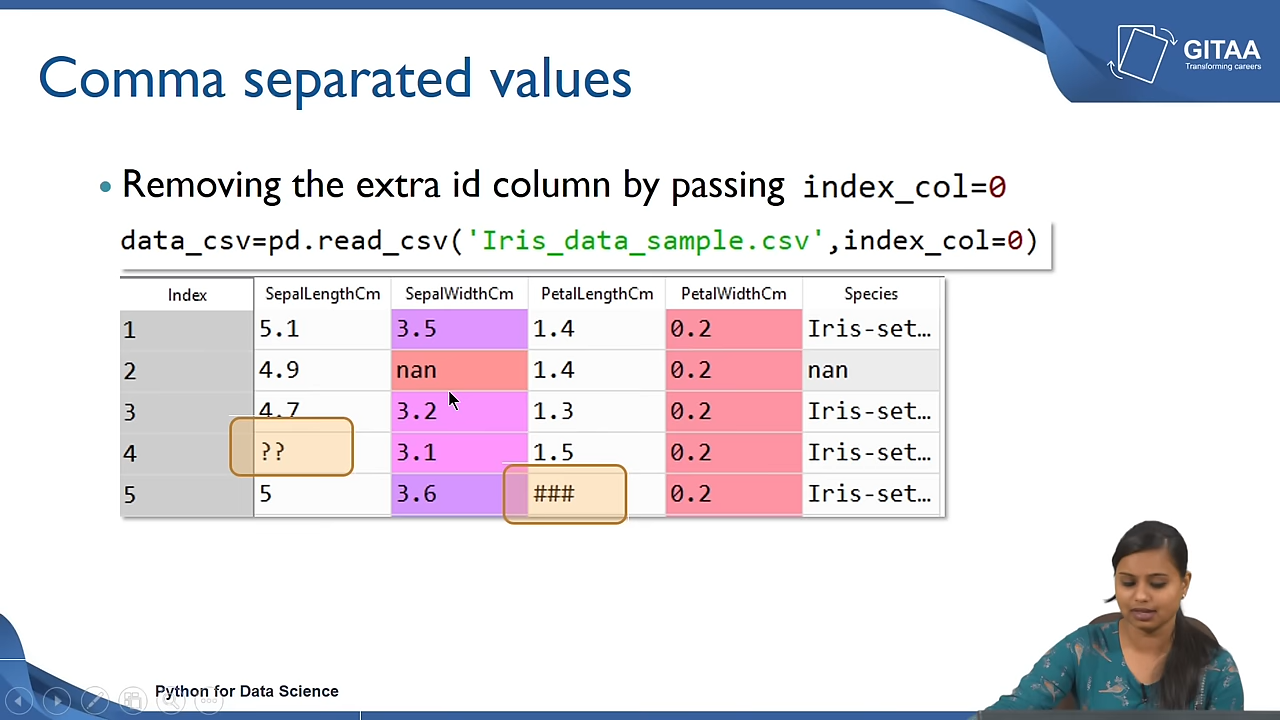 GITAA
Transforming careers
Comma separated values
• Removing the extra id column by passing index_col=0
data_csv=pd.read_csv('Iris_data_sample.csv',index_col=0)
Index SepalLengthCm SepalWidthCm PetalLengthCm PetalWidthCm Species
1 5.1 3.5 1.4 0.2 Iris-set…
2 4.9 nan 1.4 0.2 nan
3 4.7 3.2 1.3 0.2 Iris-set…
4 ?? 3.1 1.5 0.2 Iris-set…
5 5 3.6 ### 0.2 Iris-set…
Python for Data Science